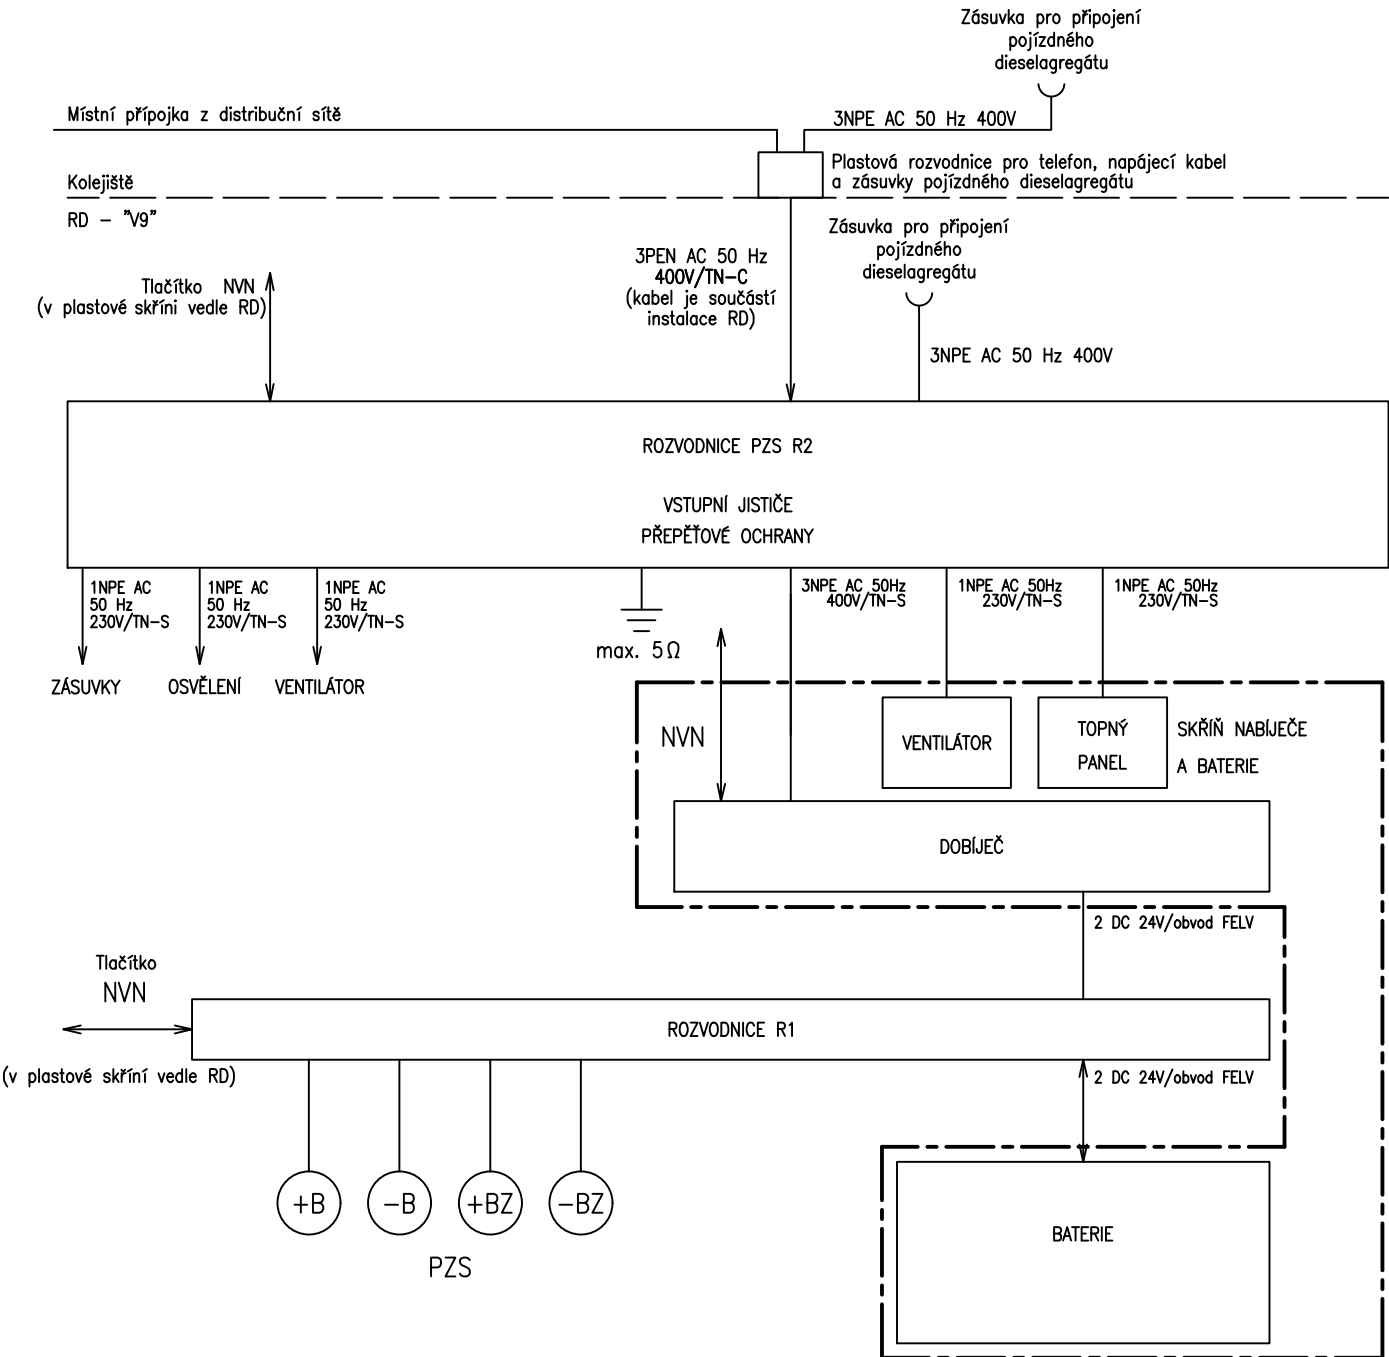 Zásuvka pro připojení
pojízdného
dieselagregátu
Místní přípojka z distribuční sítě
3NPE AC 50 Hz 400V
Plastová rozvodnice pro telefon, napájecí kabel
a zásuvky pojízdného dieselagregátu
Kolejiště
RD – "V9"
Zásuvka pro připojení
pojízdného
dieselagregátu
3PEN AC 50 Hz
400V/TN–C
(kabel je součástí
instalace RD)
Tlačítko NVN
(v plastové skříni vedle RD)
3NPE AC 50 Hz 400V
ROZVODNICE PZS R2
VSTUPNÍ JISTIČE
PŘEPĚŤOVÉ OCHRANY
1NPE AC
50 Hz
230V/TN–S
1NPE AC
50 Hz
230V/TN–S
1NPE AC
50 Hz
230V/TN–S
3NPE AC 50Hz
400V/TN–S
1NPE AC 50Hz
230V/TN–S
1NPE AC 50Hz
230V/TN–S
max. 5Ω
ZÁSUVKY
OSVĚLENÍ
VENTILÁTOR
NVN
VENTILÁTOR
TOPNÝ
PANEL
SKŘÍŇ NABÍJEČE
A BATERIE
DOBÍJEČ
2 DC 24V/obvod FELV
Tlačítko
NVN
(v plastové skříní vedle RD)
ROZVODNICE R1
2 DC 24V/obvod FELV
+B
–B
+BZ
–BZ
PZS
BATERIE